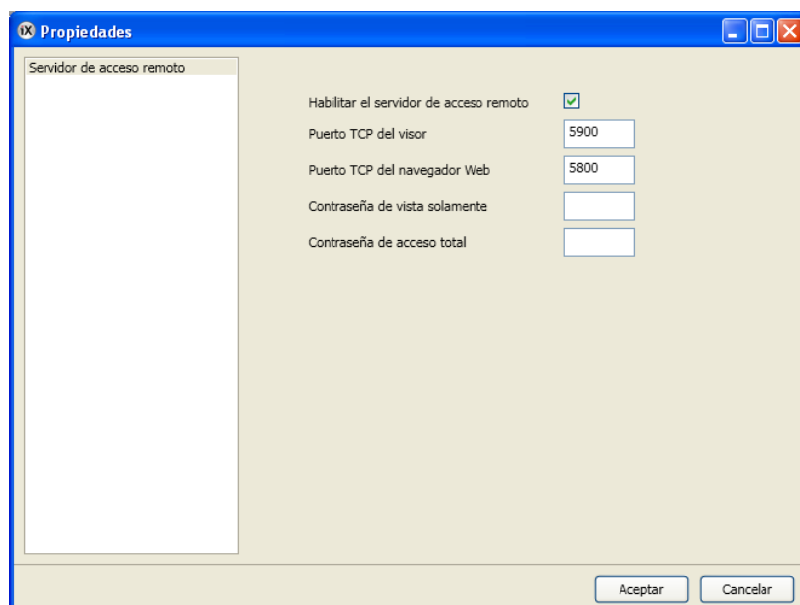 iX Propiedades
Servidor de acceso remoto
Habilitar el servidor de acceso remoto
Puerto TCP del visor 5900
Puerto TCP del navegador Web 5800
Contraseña de vista solamente
Contraseña de acceso total
Aceptar Cancelar